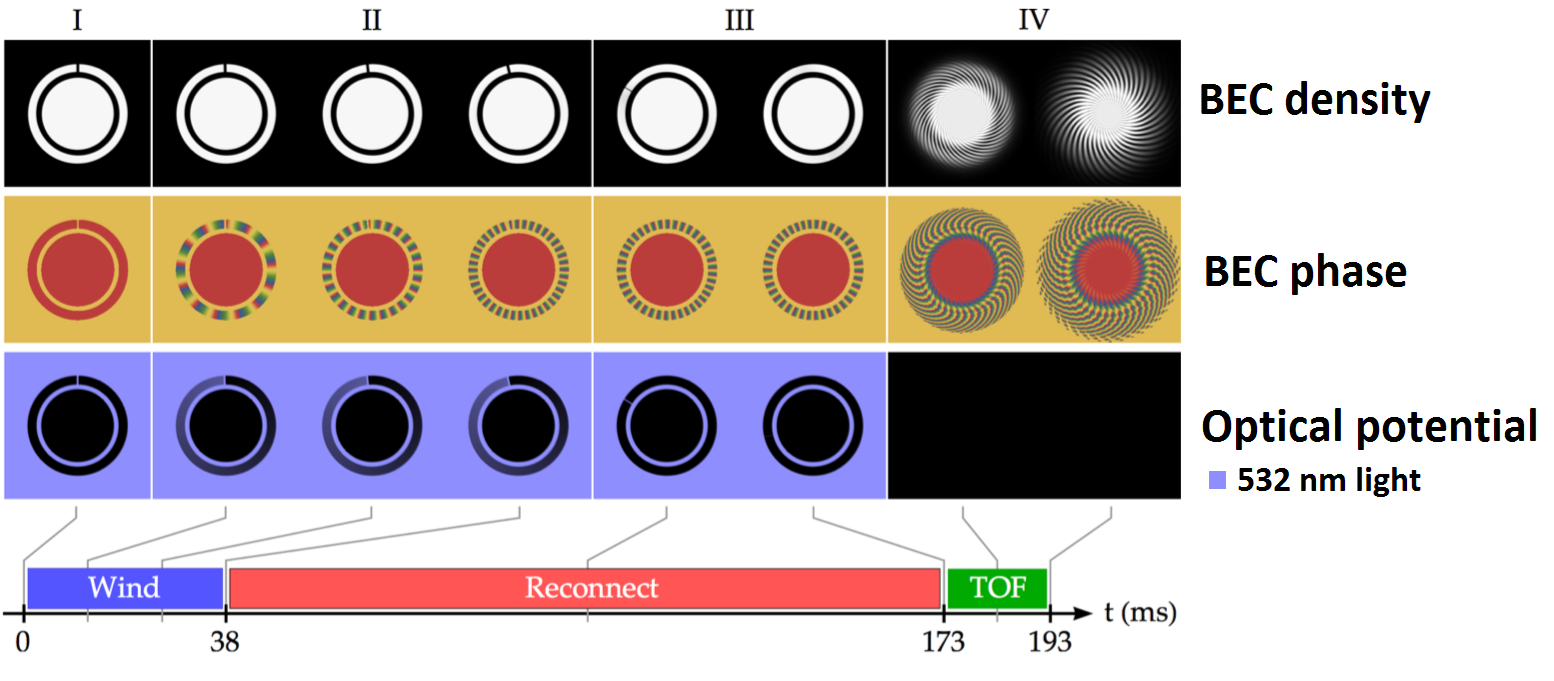 I II III IV
BEC density
BEC phase
Optical potential
532 nm light
Wind Reconnect TOF
t (ms)
0 38 173 193